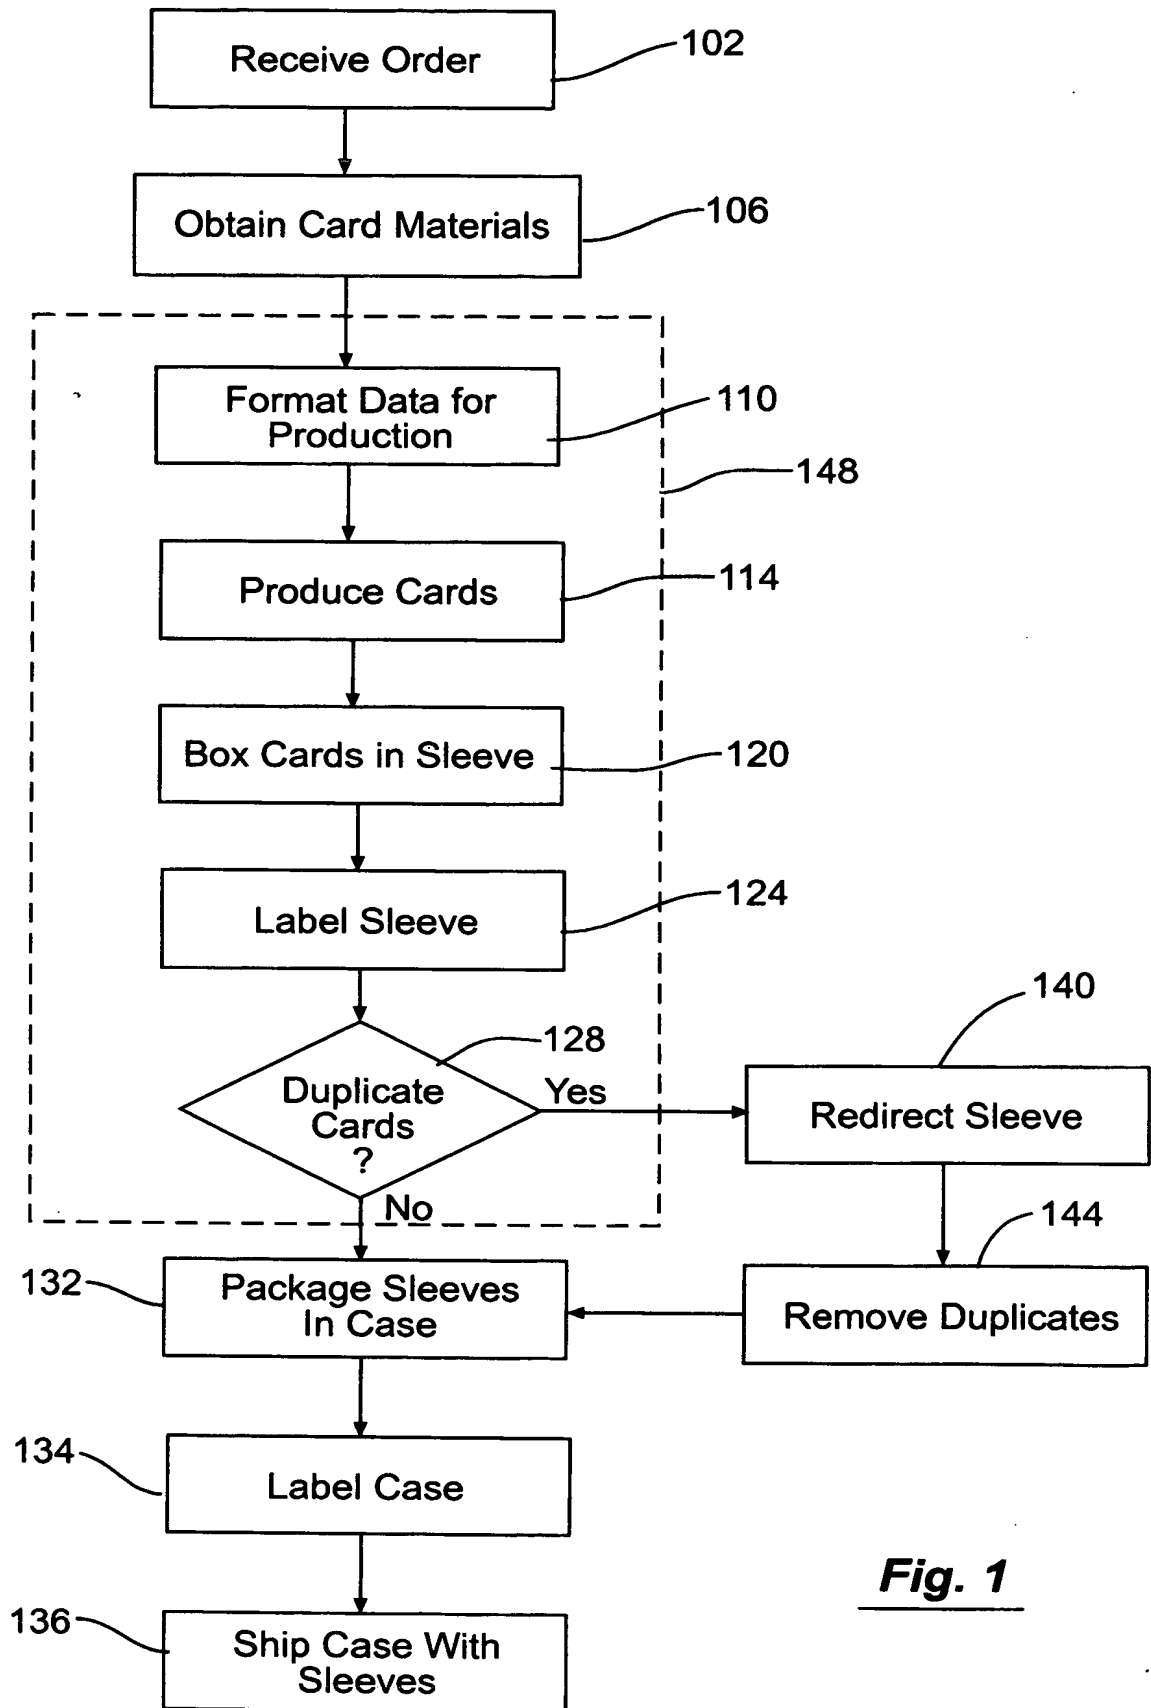 Receive Order
102
Obtain Card Materials
106
Format Data for
Production
110
148
Produce Cards
114
Box Cards in Sleeve
120
Label Sleeve
124
128
Duplicate
Cards
?
Yes
No
140
Redirect Sleeve
144
Remove Duplicates
132
Package Sleeves
In Case
134
Label Case
136
Ship Case With
Sleeves
Fig. 1